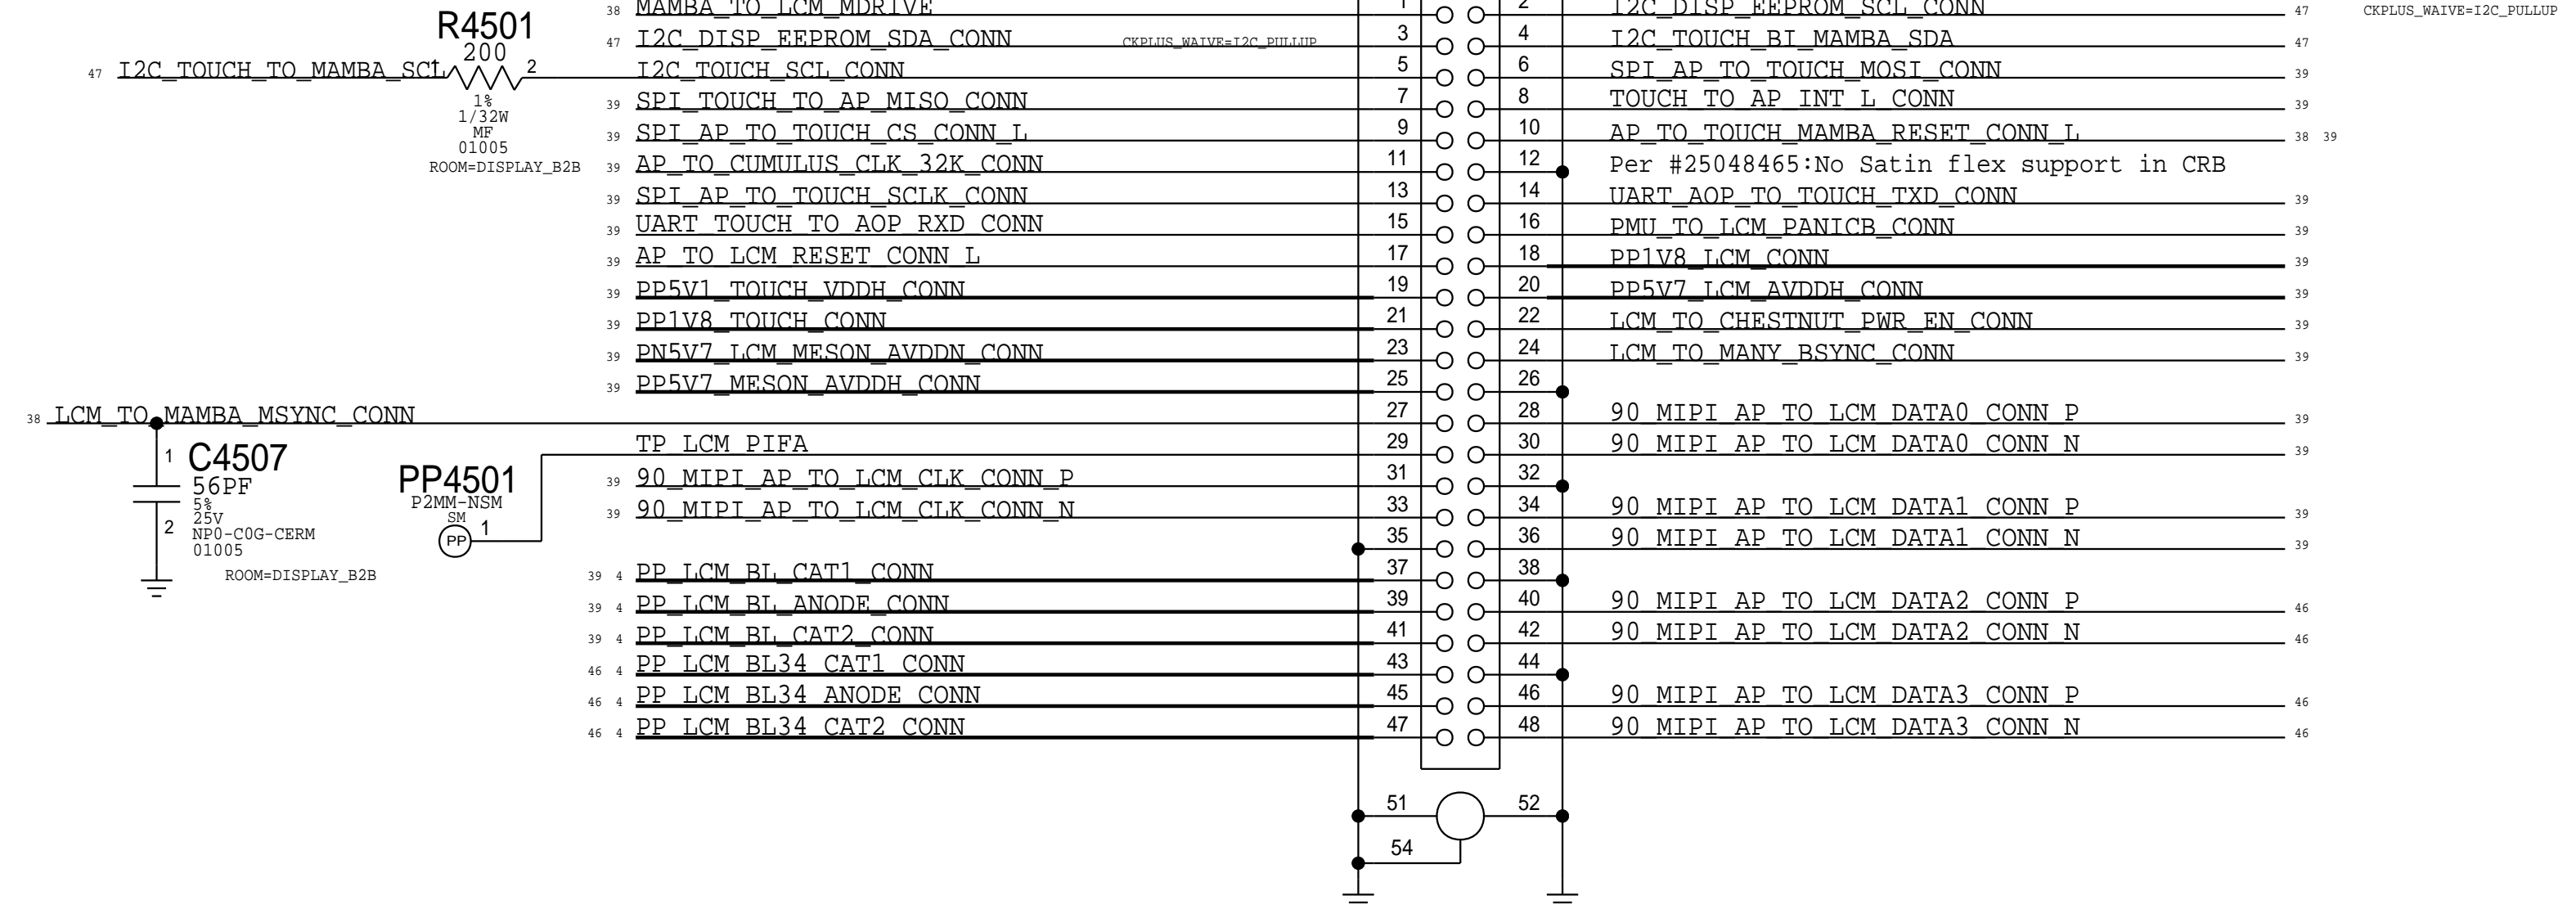 38 MAMBA_TO_LCM_MDRIVE 1 2 I2C_DISP_EEPROM_SCL_CONN 47 CKPLUS_WAIVE=I2C_PULLUP
R4501
200
47 I2C_DISP_EEPROM_SDA_CONN CKPLUS_WAIVE=I2C_PULLUP 3 4 I2C_TOUCH_BI_MAMBA_SDA 47
47 I2C_TOUCH_TO_MAMBA_SCL 1 2 I2C_TOUCH_SCL_CONN 5 6 SPI_AP_TO_TOUCH_MOSI_CONN 39
1%
1/32W
MF
01005
ROOM=DISPLAY_B2B
39 SPI_TOUCH_TO_AP_MISO_CONN 7 8 TOUCH_TO_AP_INT_L_CONN 39
39 SPI_AP_TO_TOUCH_CS_CONN_L 9 10 AP_TO_TOUCH_MAMBA_RESET_CONN_L 38 39
39 AP_TO_CUMULUS_CLK_32K_CONN 11 12 Per #25048465:No Satin flex support in CRB
39 SPI_AP_TO_TOUCH_SCLK_CONN 13 14 UART_AOP_TO_TOUCH_TXD_CONN 39
39 UART_TOUCH_TO_AOP_RXD_CONN 15 16 PMU_TO_LCM_PANICB_CONN 39
39 AP_TO_LCM_RESET_CONN_L 17 18 PP1V8_LCM_CONN 39
39 PP5V1_TOUCH_VDDH_CONN 19 20 PP5V7_LCM_AVDDH_CONN 39
39 PP1V8_TOUCH_CONN 21 22 LCM_TO_CHESTNUT_PWR_EN_CONN 39
39 PN5V7_LCM_MESON_AVDDN_CONN 23 24 LCM_TO_MANY_BSYNC_CONN 39
39 PP5V7_MESON_AVDDH_CONN 25 26
38 LCM_TO_MAMBA_MSYNC_CONN 27 28 90_MIPI_AP_TO_LCM_DATA0_CONN_P 39
TP_LCM_PIFA 29 30 90_MIPI_AP_TO_LCM_DATA0_CONN_N 39
1 C4507
56PF
5%
25V
2 NP0-C0G-CERM
01005
ROOM=DISPLAY_B2B
PP4501
P2MM-NSM
SM
PP 1
39 90_MIPI_AP_TO_LCM_CLK_CONN_P 31 32
39 90_MIPI_AP_TO_LCM_CLK_CONN_N 33 34 90_MIPI_AP_TO_LCM_DATA1_CONN_P 39
35 36 90_MIPI_AP_TO_LCM_DATA1_CONN_N 39
39 4 PP_LCM_BL_CAT1_CONN 37 38
39 4 PP_LCM_BL_ANODE_CONN 39 40 90_MIPI_AP_TO_LCM_DATA2_CONN_P 46
39 4 PP_LCM_BL_CAT2_CONN 41 42 90_MIPI_AP_TO_LCM_DATA2_CONN_N 46
46 4 PP_LCM_BL34_CAT1_CONN 43 44
46 4 PP_LCM_BL34_ANODE_CONN 45 46 90_MIPI_AP_TO_LCM_DATA3_CONN_P 46
46 4 PP_LCM_BL34_CAT2_CONN 47 48 90_MIPI_AP_TO_LCM_DATA3_CONN_N 46
51 52
54